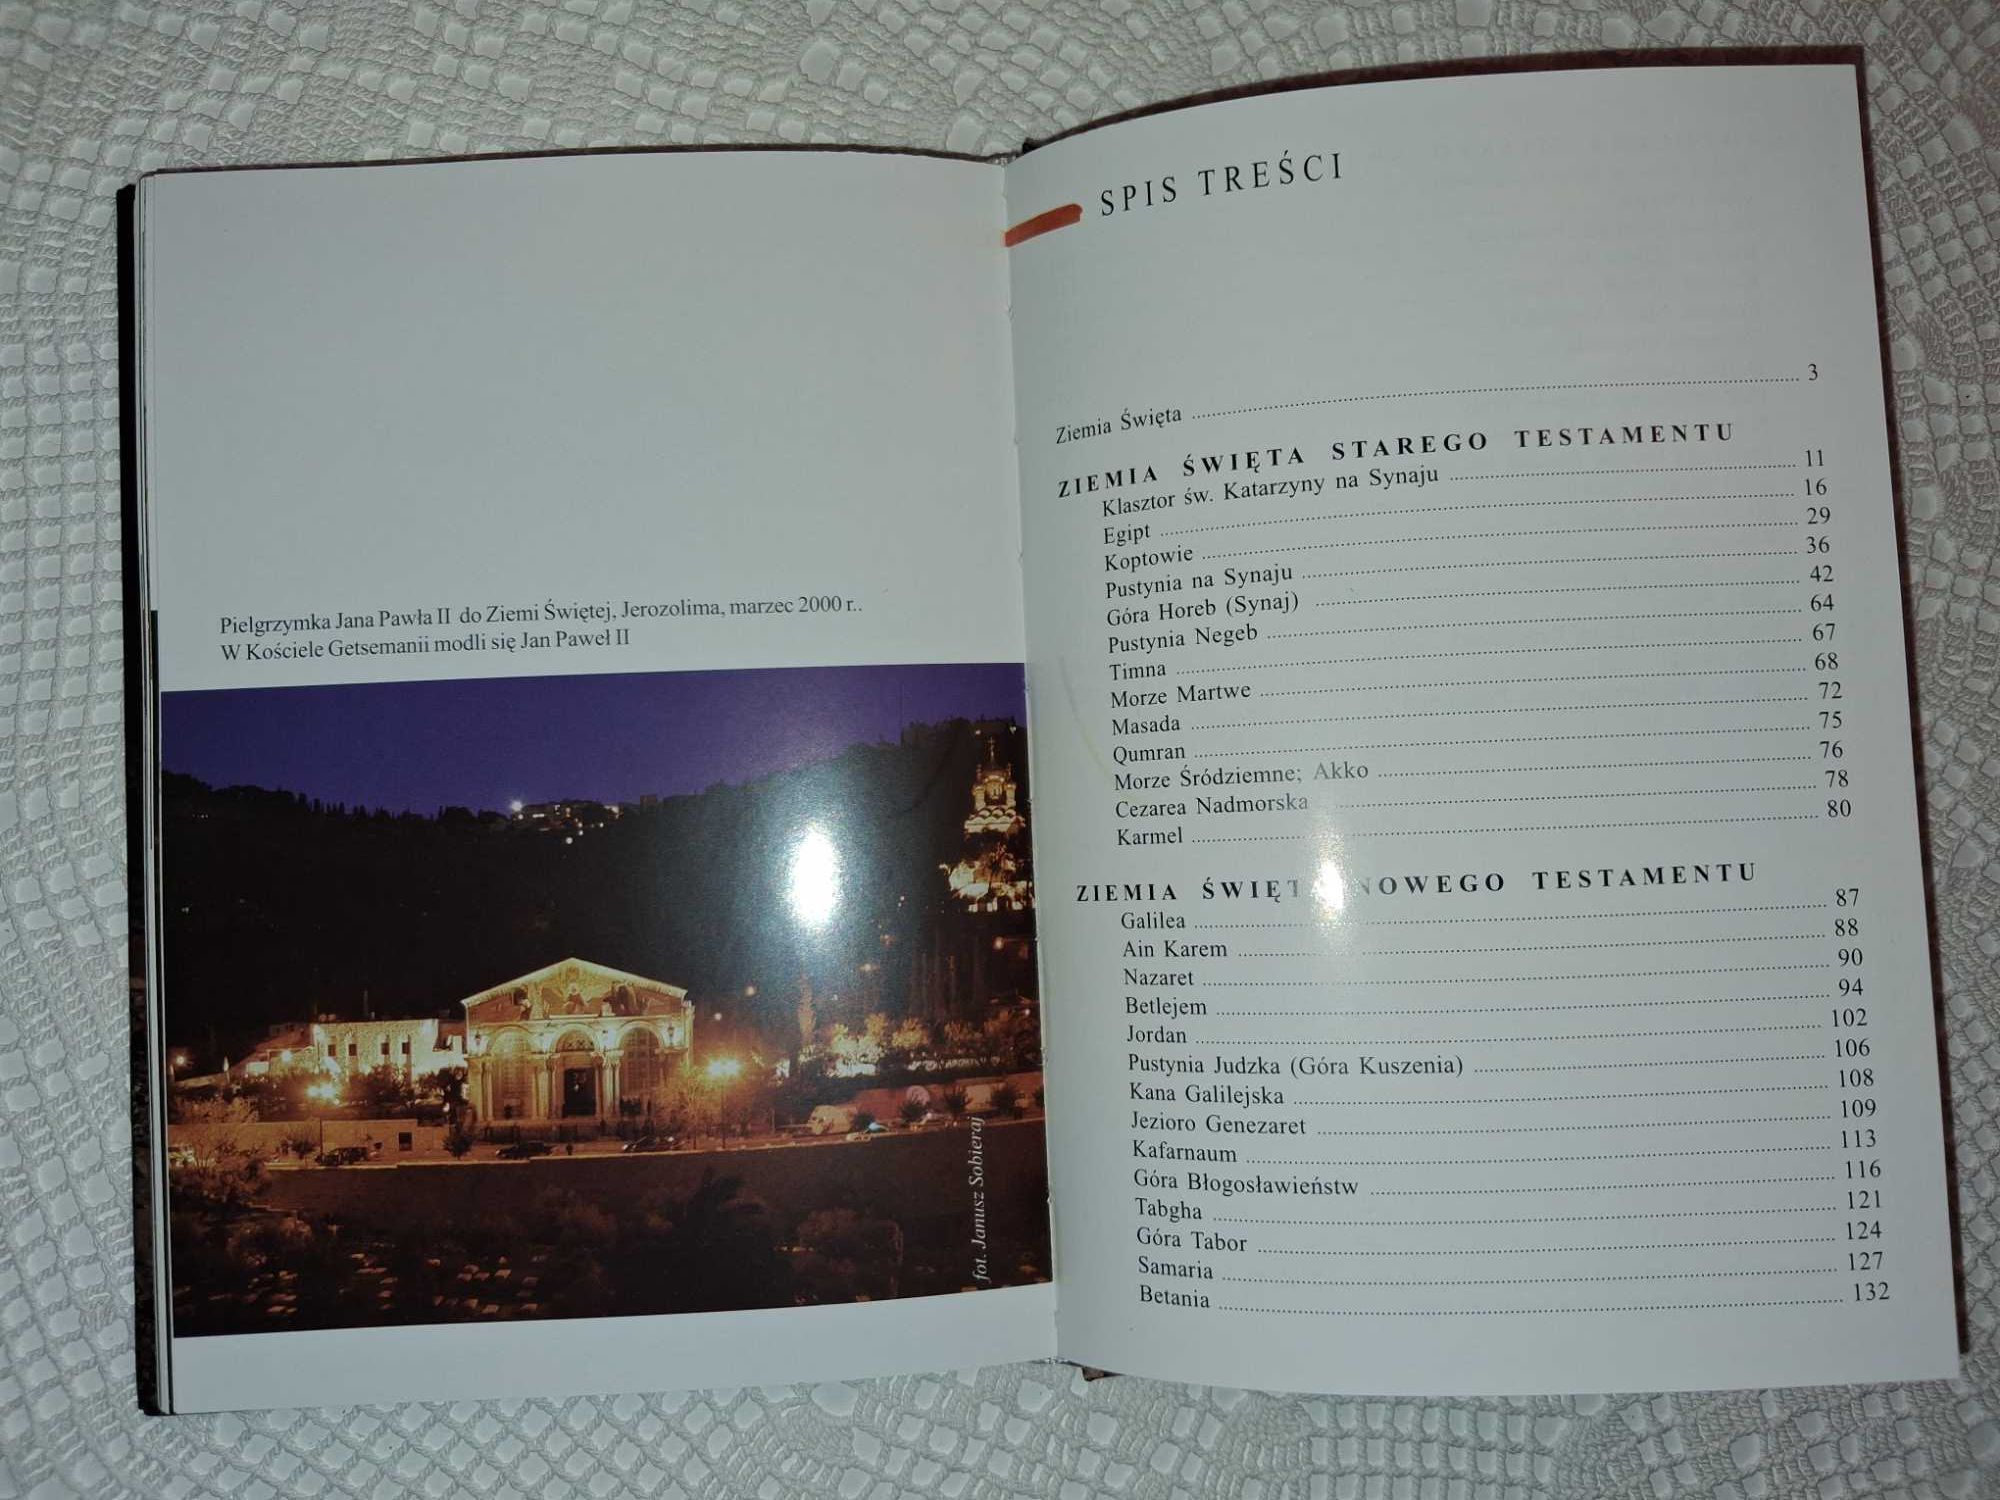 Pielgrzymka Jana Pawła II do Ziemi Świętej, Jerozolima, marzec 2000 r..
W Kościele Getsemanii modli się Jan Paweł II
fot. Janusz Sobieraj
SPIS TREŚCI
Ziemia Święta ........ 3
ZIEMIA ŚWIĘTA STAREGO TESTAMENTU
Klasztor św. Katarzyny na Synaju ........ 11
Egipt ........ 16
Koptowie ........ 29
Pustynia na Synaju ........ 36
Góra Horeb (Synaj) ........ 42
Pustynia Negeb ........ 64
Timna ........ 67
Morze Martwe ........ 68
Masada ........ 72
Qumran ........ 75
Morze Śródziemne; Akko ........ 76
Cezarea Nadmorska ........ 78
Karmel ........ 80
ZIEMIA ŚWIĘTA NOWEGO TESTAMENTU
Galilea ........ 87
Ain Karem ........ 88
Nazaret ........ 90
Betlejem ........ 94
Jordan ........ 102
Pustynia Judzka (Góra Kuszenia) ........ 106
Kana Galilejska ........ 108
Jezioro Genezaret ........ 109
Kafarnaum ........ 113
Góra Błogosławieństw ........ 116
Tabgha ........ 121
Góra Tabor ........ 124
Samaria ........ 127
Betania ........ 132